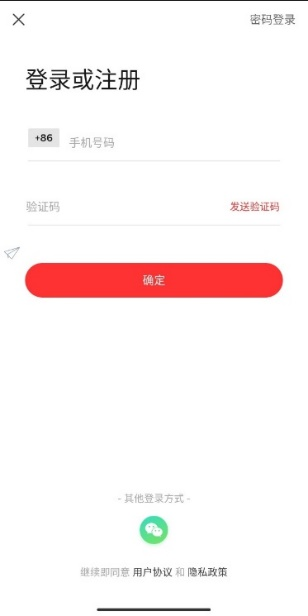 密码登录
登录或注册
+86 手机号码
验证码 发送验证码
确定
- 其他登录方式 -
继续即同意 用户协议 和 隐私政策